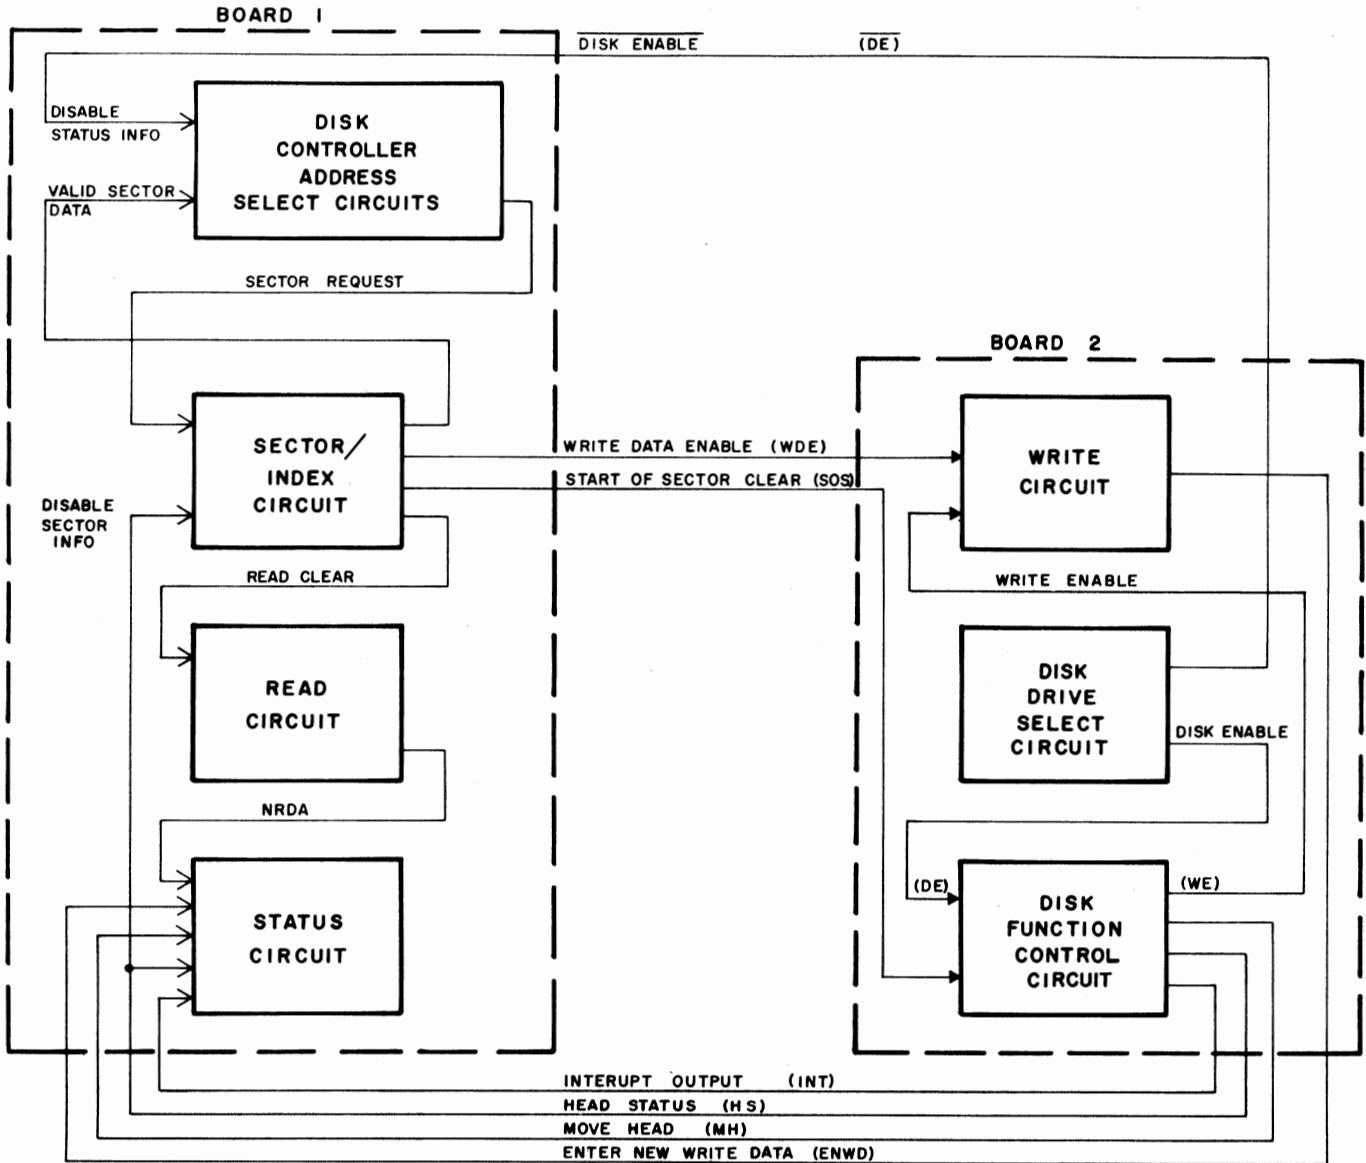 BOARD 1
DISK ENABLE (DE)
DISABLE
STATUS INFO
DISK
CONTROLLER
ADDRESS
SELECT CIRCUITS
VALID SECTOR
DATA
SECTOR REQUEST
BOARD 2
SECTOR/
INDEX
CIRCUIT
WRITE DATA ENABLE (WDE)
START OF SECTOR CLEAR (SOS)
WRITE
CIRCUIT
DISABLE
SECTOR
INFO
READ CLEAR
WRITE ENABLE
READ
CIRCUIT
DISK
DRIVE
SELECT
CIRCUIT
DISK ENABLE
NRDA
STATUS
CIRCUIT
(DE)
DISK
FUNCTION
CONTROL
CIRCUIT
(WE)
INTERUPT OUTPUT (INT)
HEAD STATUS (HS)
MOVE HEAD (MH)
ENTER NEW WRITE DATA (ENWD)